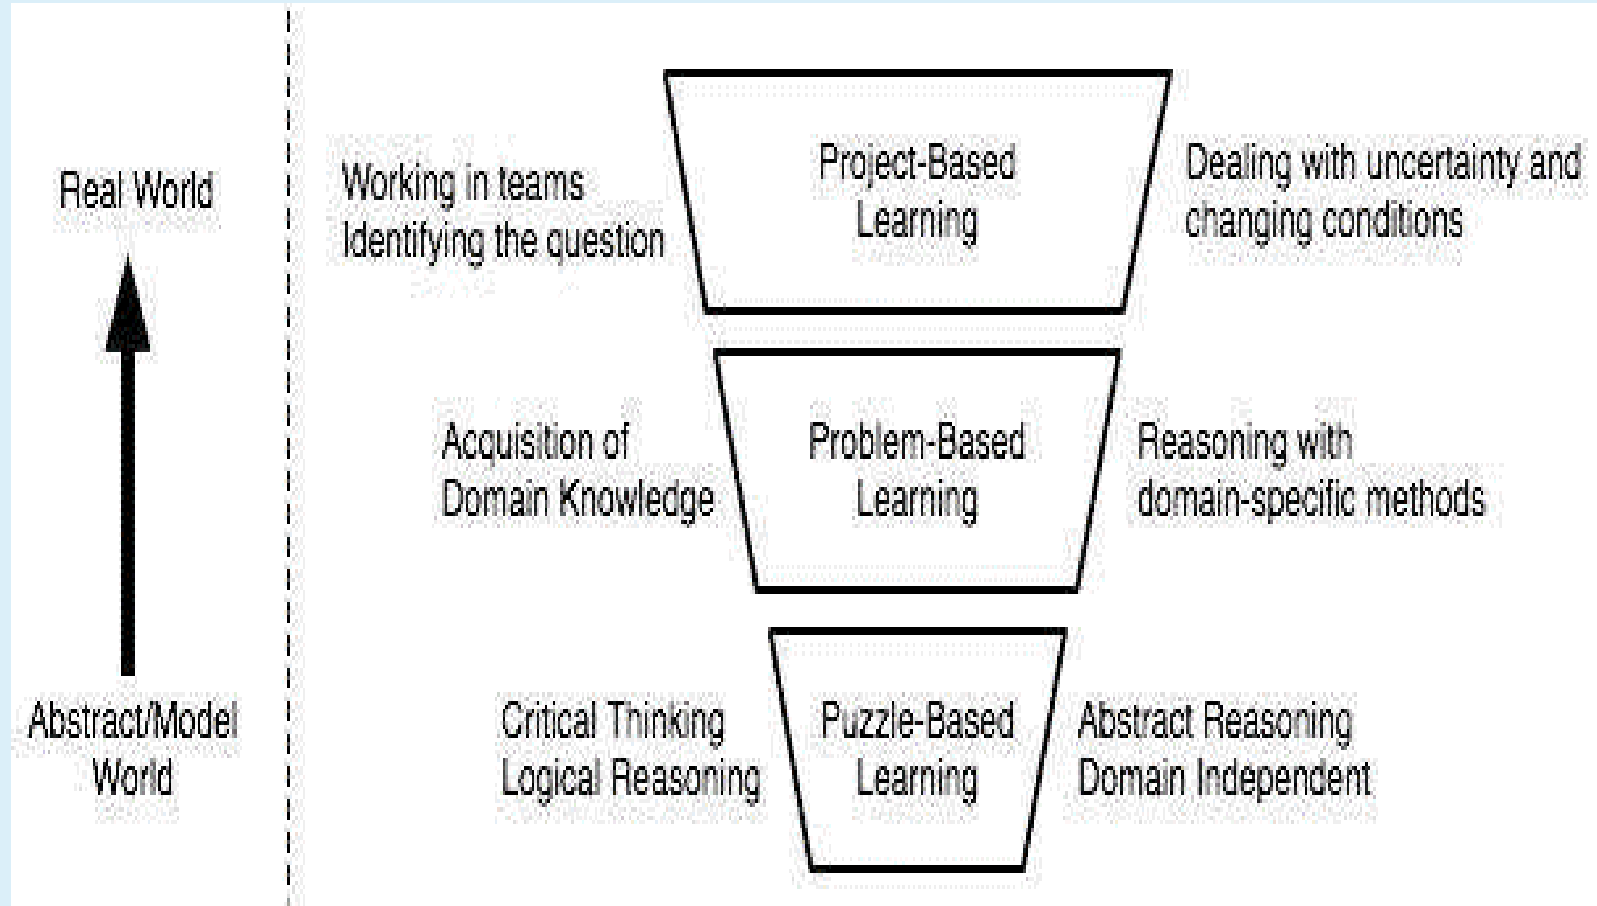 Real World
Abstract/Model
World
Working in teams
Identifying the question
Project-Based
Learning
Dealing with uncertainty and
changing conditions
Acquisition of
Domain Knowledge
Problem-Based
Learning
Reasoning with
domain-specific methods
Critical Thinking
Logical Reasoning
Puzzle-Based
Learning
Abstract Reasoning
Domain Independent